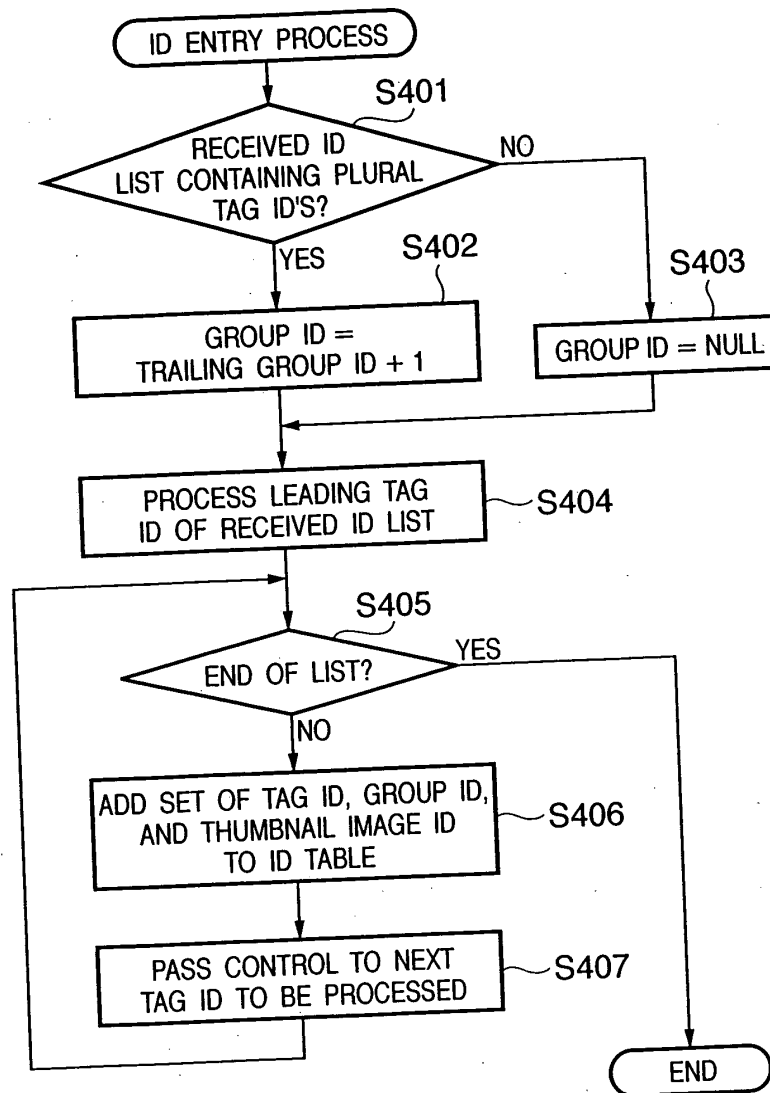 ID ENTRY PROCESS
S401
RECEIVED ID
LIST CONTAINING PLURAL
TAG ID'S?
NO
YES
S402
S403
GROUP ID =
TRAILING GROUP ID + 1
GROUP ID = NULL
PROCESS LEADING TAG
ID OF RECEIVED ID LIST
S404
S405
END OF LIST?
YES
NO
ADD SET OF TAG ID, GROUP ID,
AND THUMBNAIL IMAGE ID
TO ID TABLE
S406
PASS CONTROL TO NEXT
TAG ID TO BE PROCESSED
S407
END